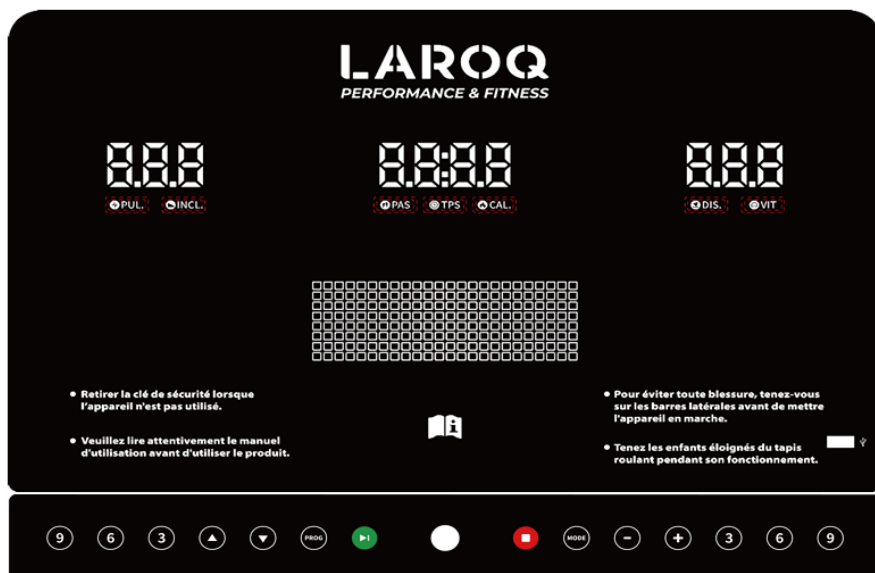 LAROQ
PERFORMANCE & FITNESS
8.8.8 8.8:8.8 8.8.8
PUL. INCL. PAS TPS CAL. DIS. VIT
• Retirer la clé de sécurité lorsque
l'appareil n'est pas utilisé.
• Veuillez lire attentivement le manuel
d'utilisation avant d'utiliser le produit.
i
• Pour éviter toute blessure, tenez-vous
sur les barres latérales avant de mettre
l'appareil en marche.
• Tenez les enfants éloignés du tapis
roulant pendant son fonctionnement.
9 6 3 ▲ ▼ PROG MODE − + 3 6 9